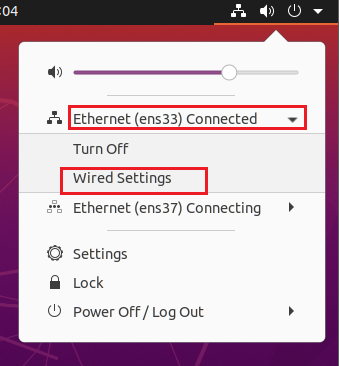 :04
Ethernet (ens33) Connected
Turn Off
Wired Settings
Ethernet (ens37) Connecting
Settings
Lock
Power Off / Log Out